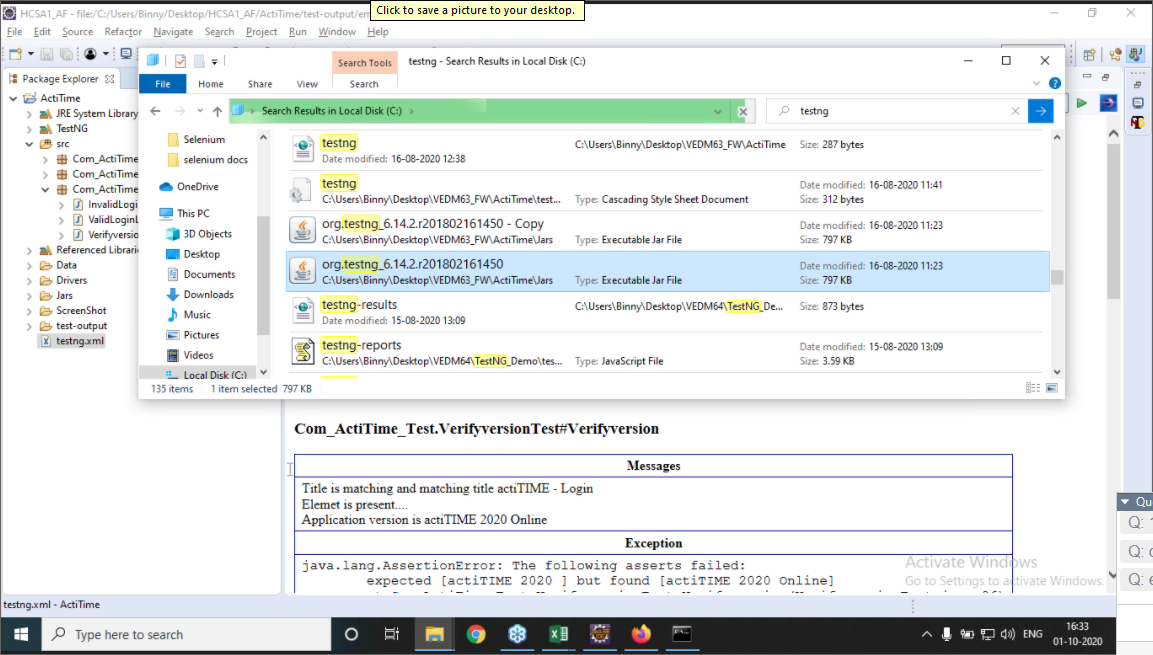 Click to save a picture to your desktop.
HCSA1_AF - file:/C:/Users/Binny/Desktop/HCSA1_AF/ActiTime/test-output/
File Edit Source Refactor Navigate Search Project Run Window Help
Package Explorer
ActiTime
JRE System Library
TestNG
src
Com_ActiTime
Com_ActiTime
Com_ActiTime
InvalidLogi
ValidLoginL
Verifyversio
Referenced Librarie
Data
Drivers
Jars
ScreenShot
test-output
testng.xml
Search Tools
testng - Search Results in Local Disk (C:)
File Home Share View Search
Search Results in Local Disk (C:)
testng
Selenium
selenium docs
OneDrive
This PC
3D Objects
Desktop
Documents
Downloads
Music
Pictures
Videos
Local Disk (C:)
testng
Date modified: 16-08-2020 12:38
C:\Users\Binny\Desktop\VEDM63_FW\ActiTime Size: 287 bytes
testng
C:\Users\Binny\Desktop\VEDM63_FW\ActiTime\test... Type: Cascading Style Sheet Document
Date modified: 16-08-2020 11:41
Size: 312 bytes
org.testng_6.14.2.r201802161450 - Copy
C:\Users\Binny\Desktop\VEDM63_FW\ActiTime\Jars Type: Executable Jar File
Date modified: 16-08-2020 11:23
Size: 797 KB
org.testng_6.14.2.r201802161450
C:\Users\Binny\Desktop\VEDM63_FW\ActiTime\Jars Type: Executable Jar File
Date modified: 16-08-2020 11:23
Size: 797 KB
testng-results
Date modified: 15-08-2020 13:09
C:\Users\Binny\Desktop\VEDM64\TestNG_De... Size: 873 bytes
testng-reports
C:\Users\Binny\Desktop\VEDM64\TestNG_Demo\tes... Type: JavaScript File
Date modified: 15-08-2020 13:09
Size: 3.59 KB
135 items 1 item selected 797 KB
Com_ActiTime_Test.VerifyversionTest#Verifyversion
Messages
Title is matching and matching title actiTIME - Login
Elemet is present....
Application version is actiTIME 2020 Online
Exception
java.lang.AssertionError: The following asserts failed:
expected [actiTIME 2020 ] but found [actiTIME 2020 Online]
Activate Windows
Go to Settings to activate Windows.
Qu
Q: 
Q: 
Q: 
testng.xml - ActiTime
Type here to search
ENG
16:33
01-10-2020